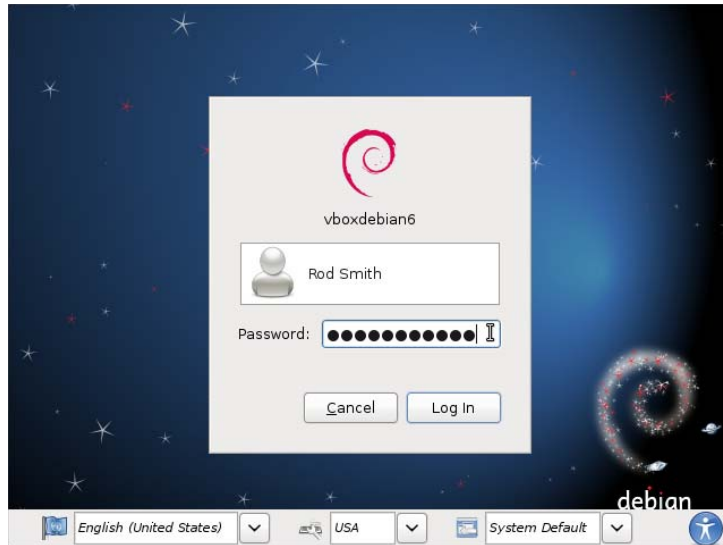 vboxdebian6
Rod Smith
Password: ●●●●●●●●●●●
Cancel
Log In
debian
English (United States)
USA
System Default